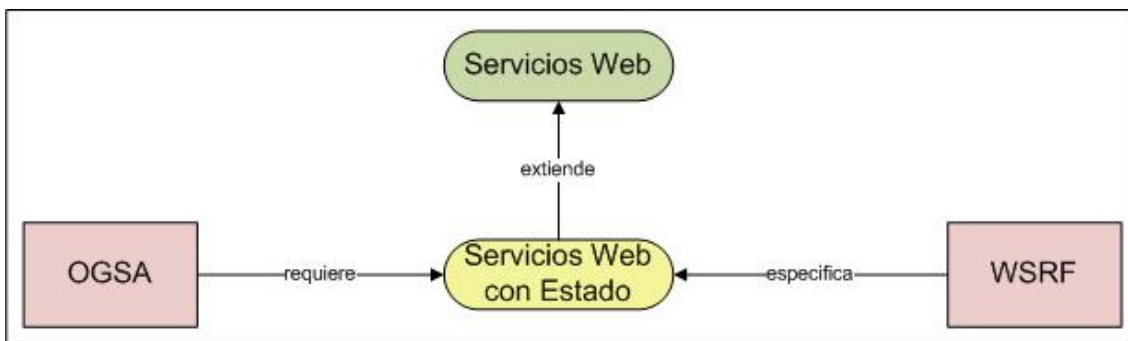 Servicios Web
extiende
OGSA
requiere
Servicios Web
con Estado
especifica
WSRF